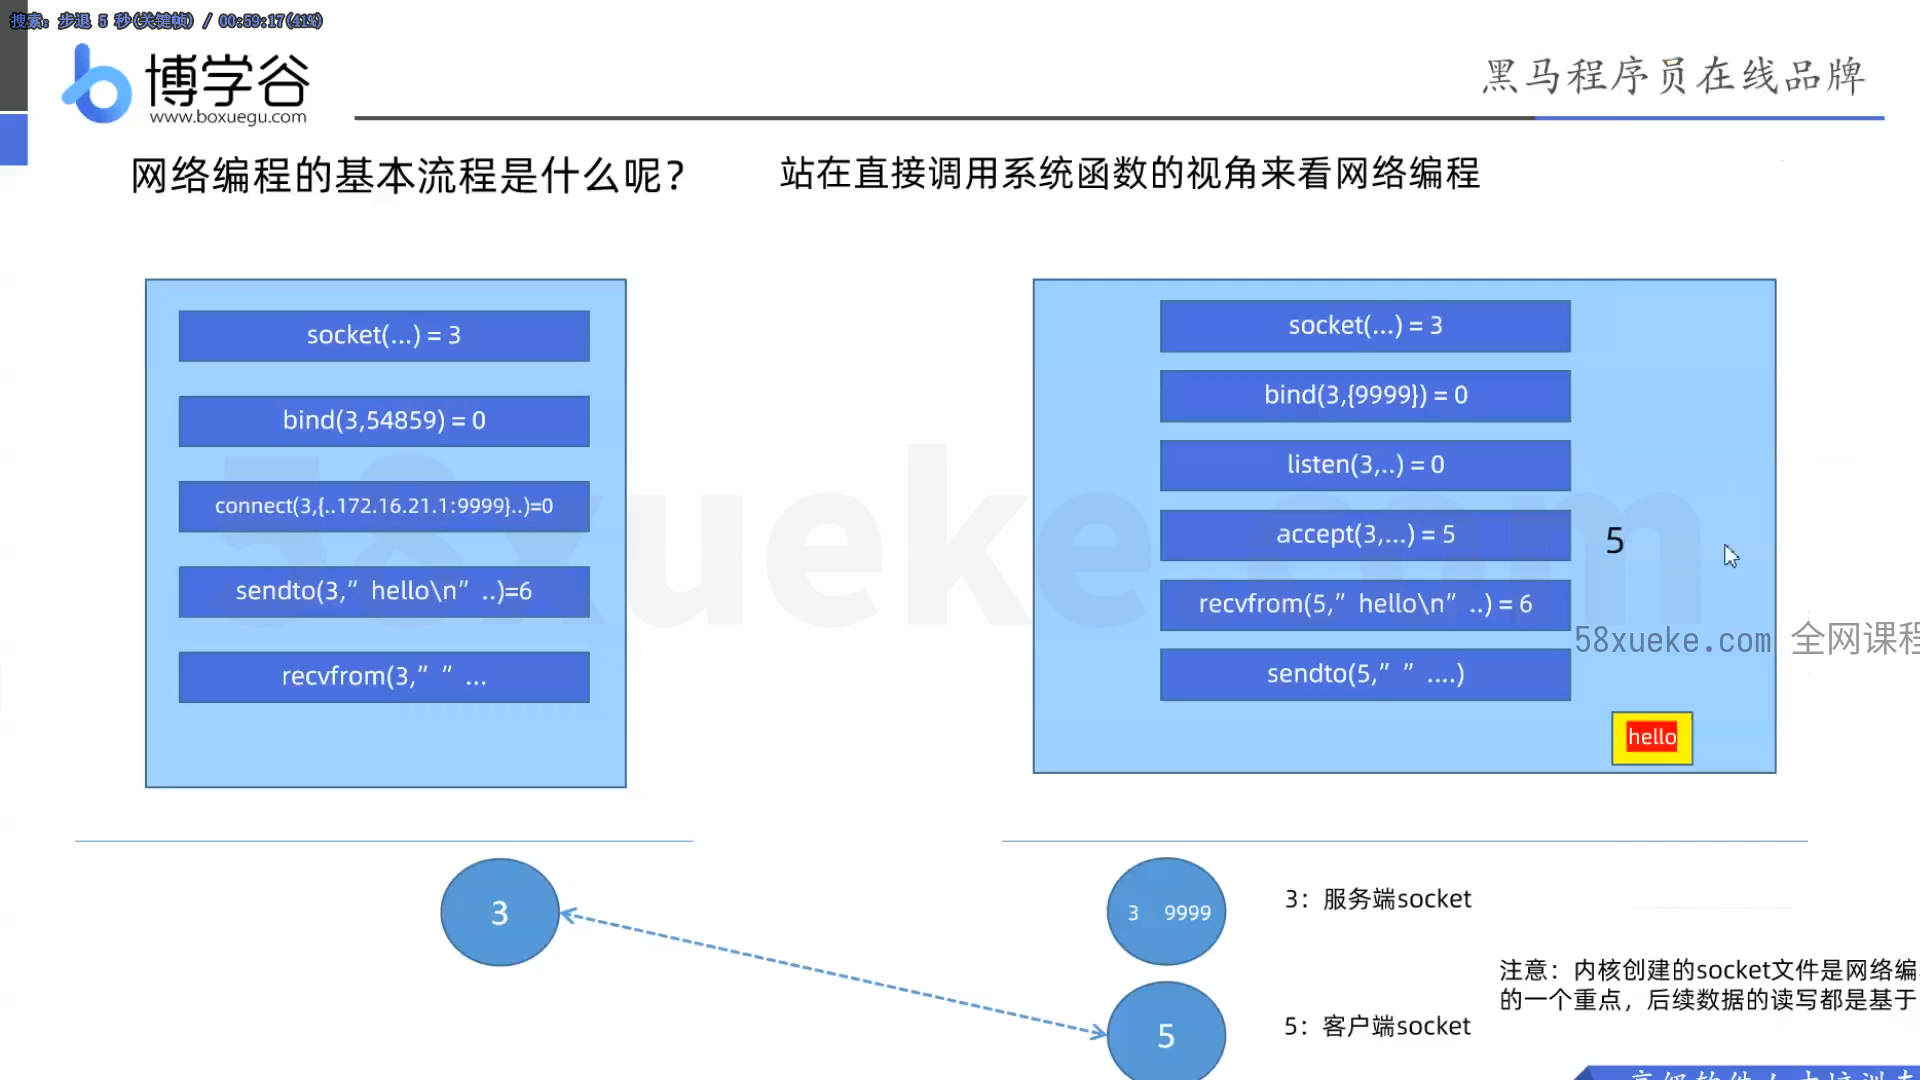 搜索: 步退 5 秒(关键帧) / 00:59:17(41%)
博学谷
www.boxuegu.com
黑马程序员在线品牌
网络编程的基本流程是什么呢?
站在直接调用系统函数的视角来看网络编程
socket(...) = 3
bind(3,54859) = 0
connect(3,{..172.16.21.1:9999}..)=0
sendto(3,” hello\n” ..)=6
recvfrom(3,” ” ...
socket(...) = 3
bind(3,{9999}) = 0
listen(3,..) = 0
accept(3,...) = 5
5
recvfrom(5,” hello\n” ..) = 6
sendto(5,” ” ....)
hello
58xueke.com
58xueke.com 全网课程
3
3 9999
3：服务端socket
5
5：客户端socket
注意：内核创建的socket文件是网络编
的一个重点，后续数据的读写都是基于